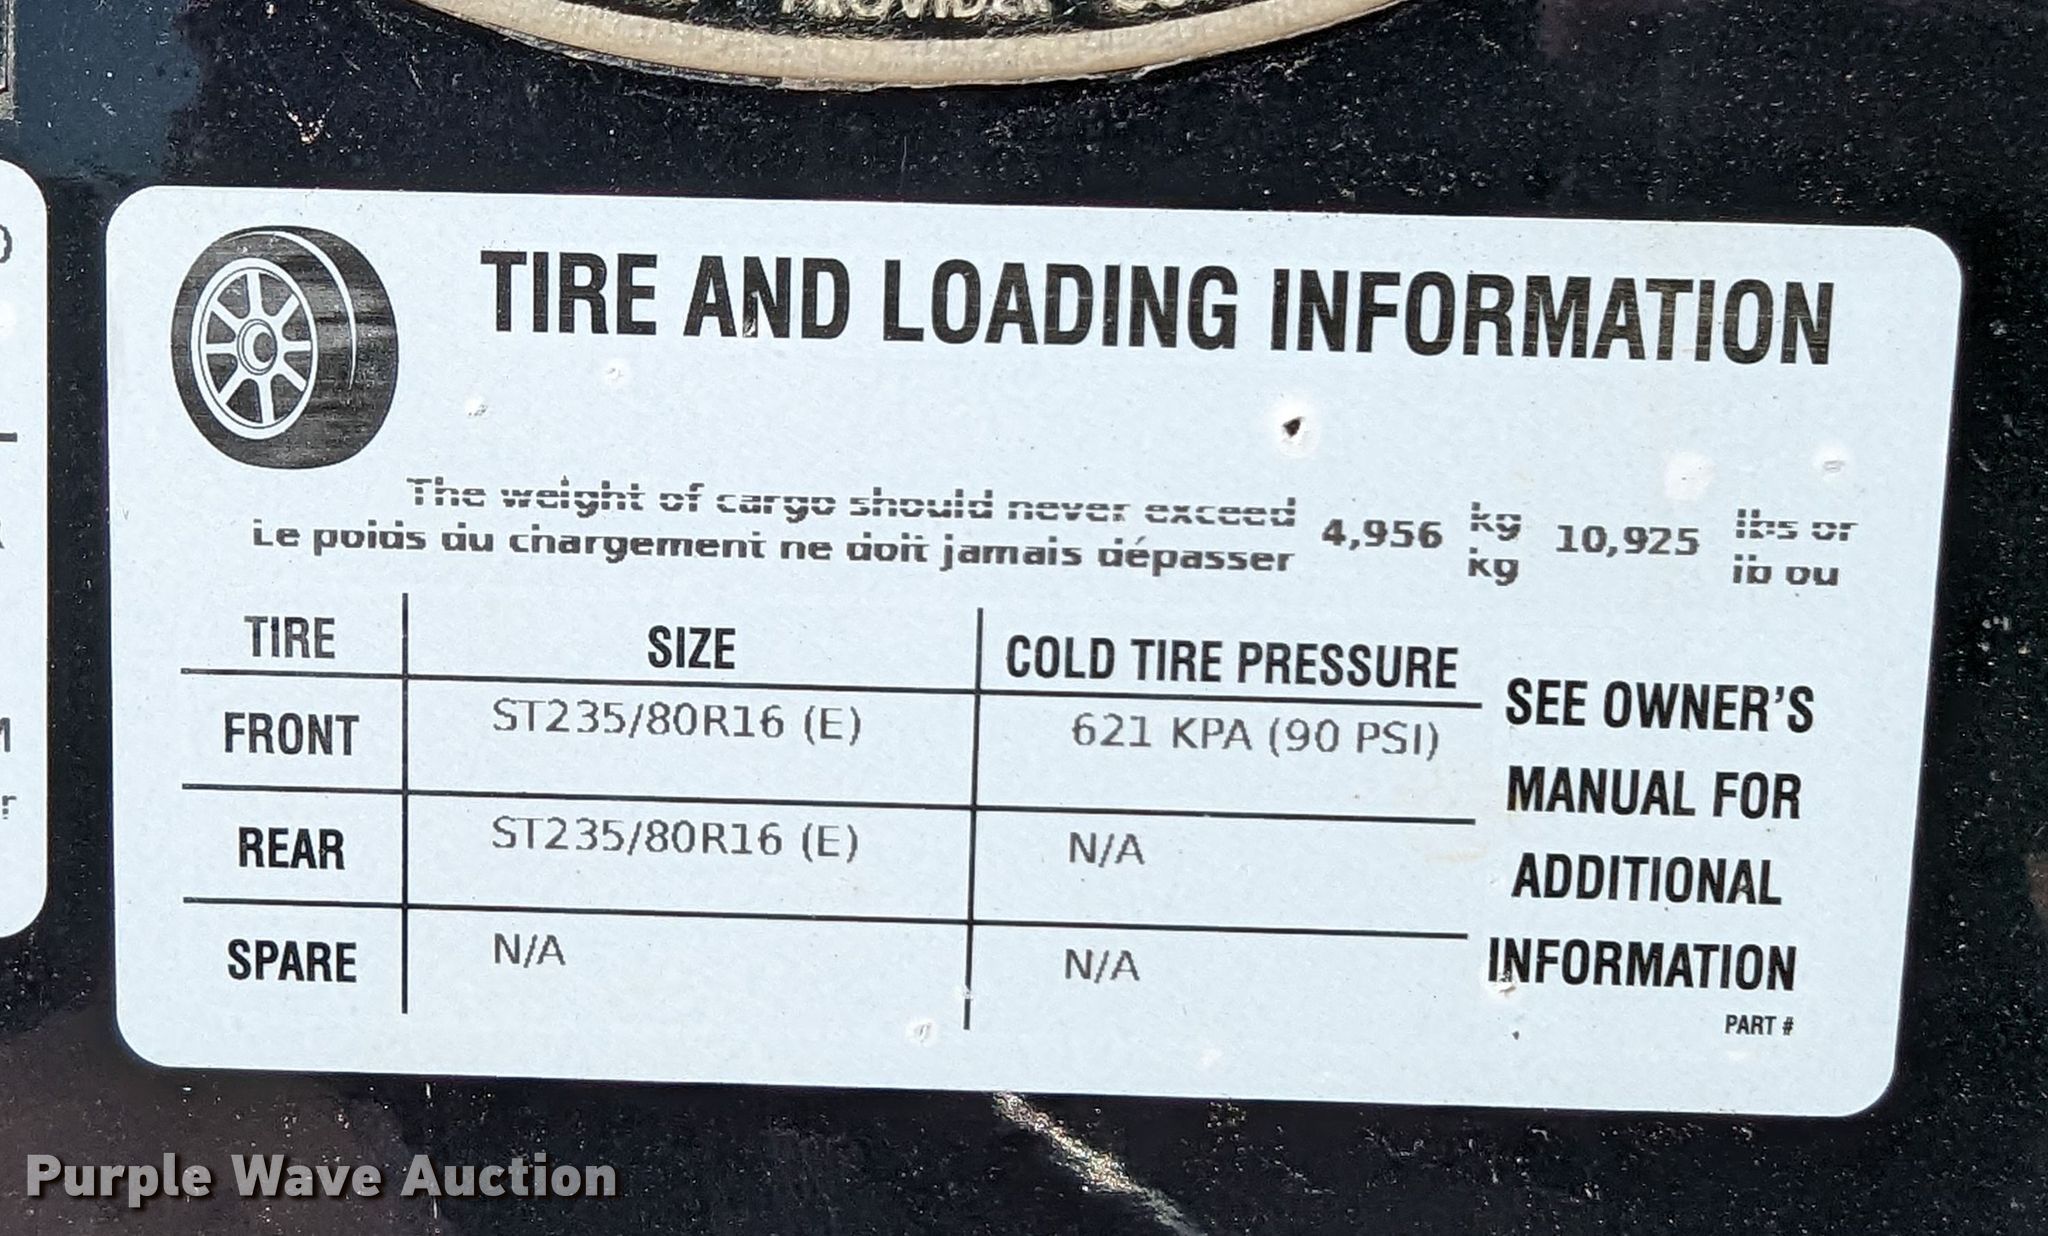 PROVIDER
TIRE AND LOADING INFORMATION
The weight of cargo should never exceed 4,956 kg 10,925 lbs or
Le poids du chargement ne doit jamais dépasser kg lb ou
TIRE SIZE COLD TIRE PRESSURE
FRONT ST235/80R16 (E) 621 KPA (90 PSI)
REAR ST235/80R16 (E) N/A
SPARE N/A N/A
SEE OWNER'S
MANUAL FOR
ADDITIONAL
INFORMATION
PART #
Purple Wave Auction